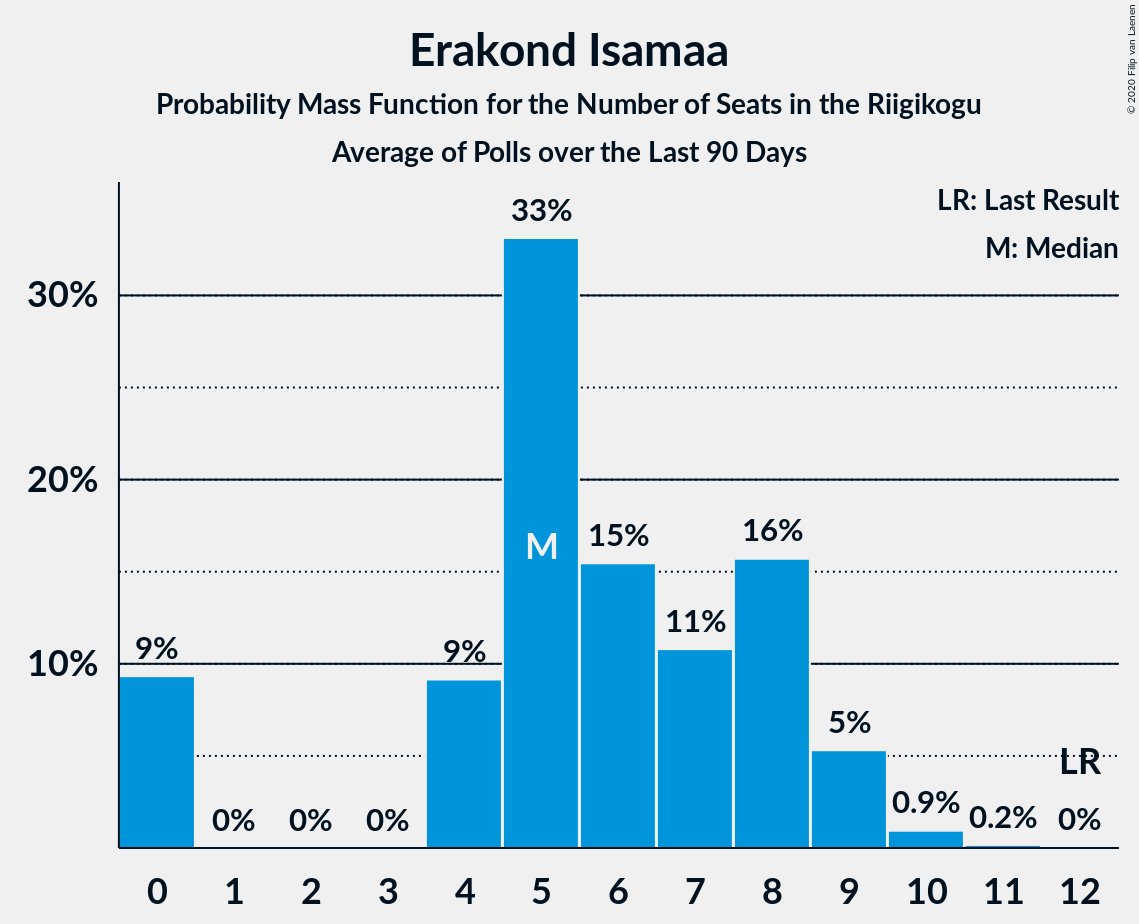 Erakond Isamaa
Probability Mass Function for the Number of Seats in the Riigikogu
Average of Polls over the Last 90 Days
© 2020 Filip van Laenen
LR: Last Result
M: Median
30%
20%
10%
9%
0%
0%
0%
9%
33%
M
15%
11%
16%
5%
0.9%
0.2%
LR
0%
0 1 2 3 4 5 6 7 8 9 10 11 12